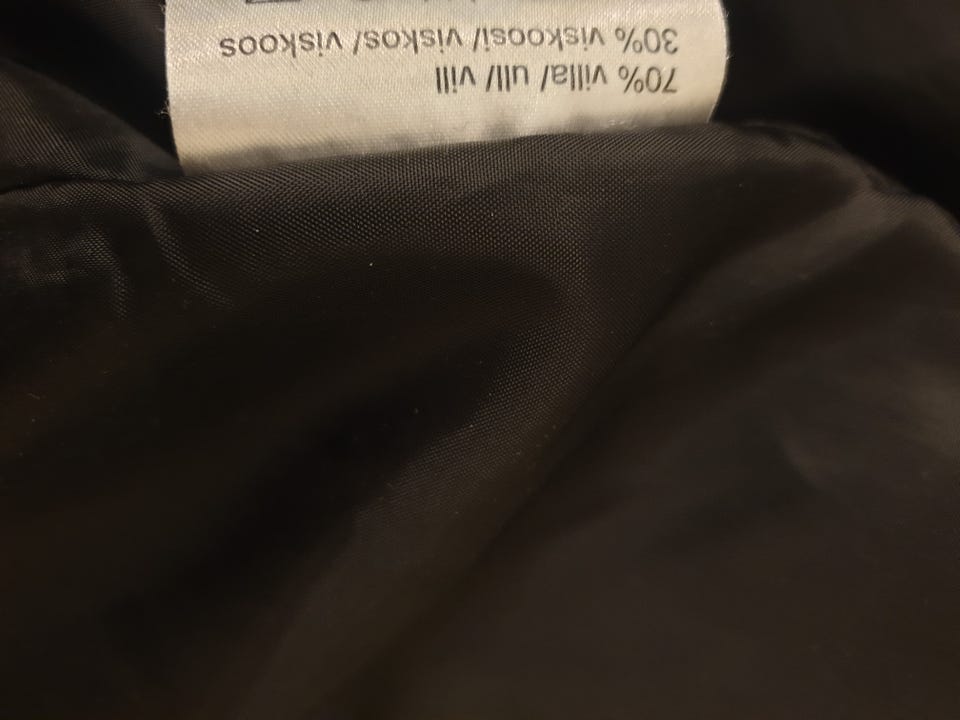 70% villa/ ull/ vill
30% viskoosi/ viskos/ viskoos